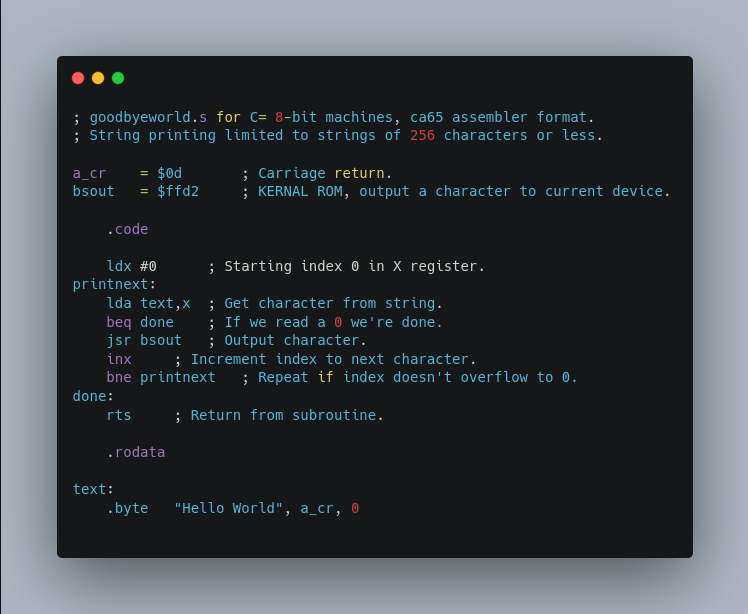 ; goodbyeworld.s for C= 8-bit machines, ca65 assembler format.
; String printing limited to strings of 256 characters or less.

a_cr    = $0d       ; Carriage return.
bsout   = $ffd2     ; KERNAL ROM, output a character to current device.

    .code

    ldx #0      ; Starting index 0 in X register.
printnext:
    lda text,x  ; Get character from string.
    beq done    ; If we read a 0 we're done.
    jsr bsout   ; Output character.
    inx     ; Increment index to next character.
    bne printnext   ; Repeat if index doesn't overflow to 0.
done:
    rts     ; Return from subroutine.

    .rodata

text:
    .byte   "Hello World", a_cr, 0